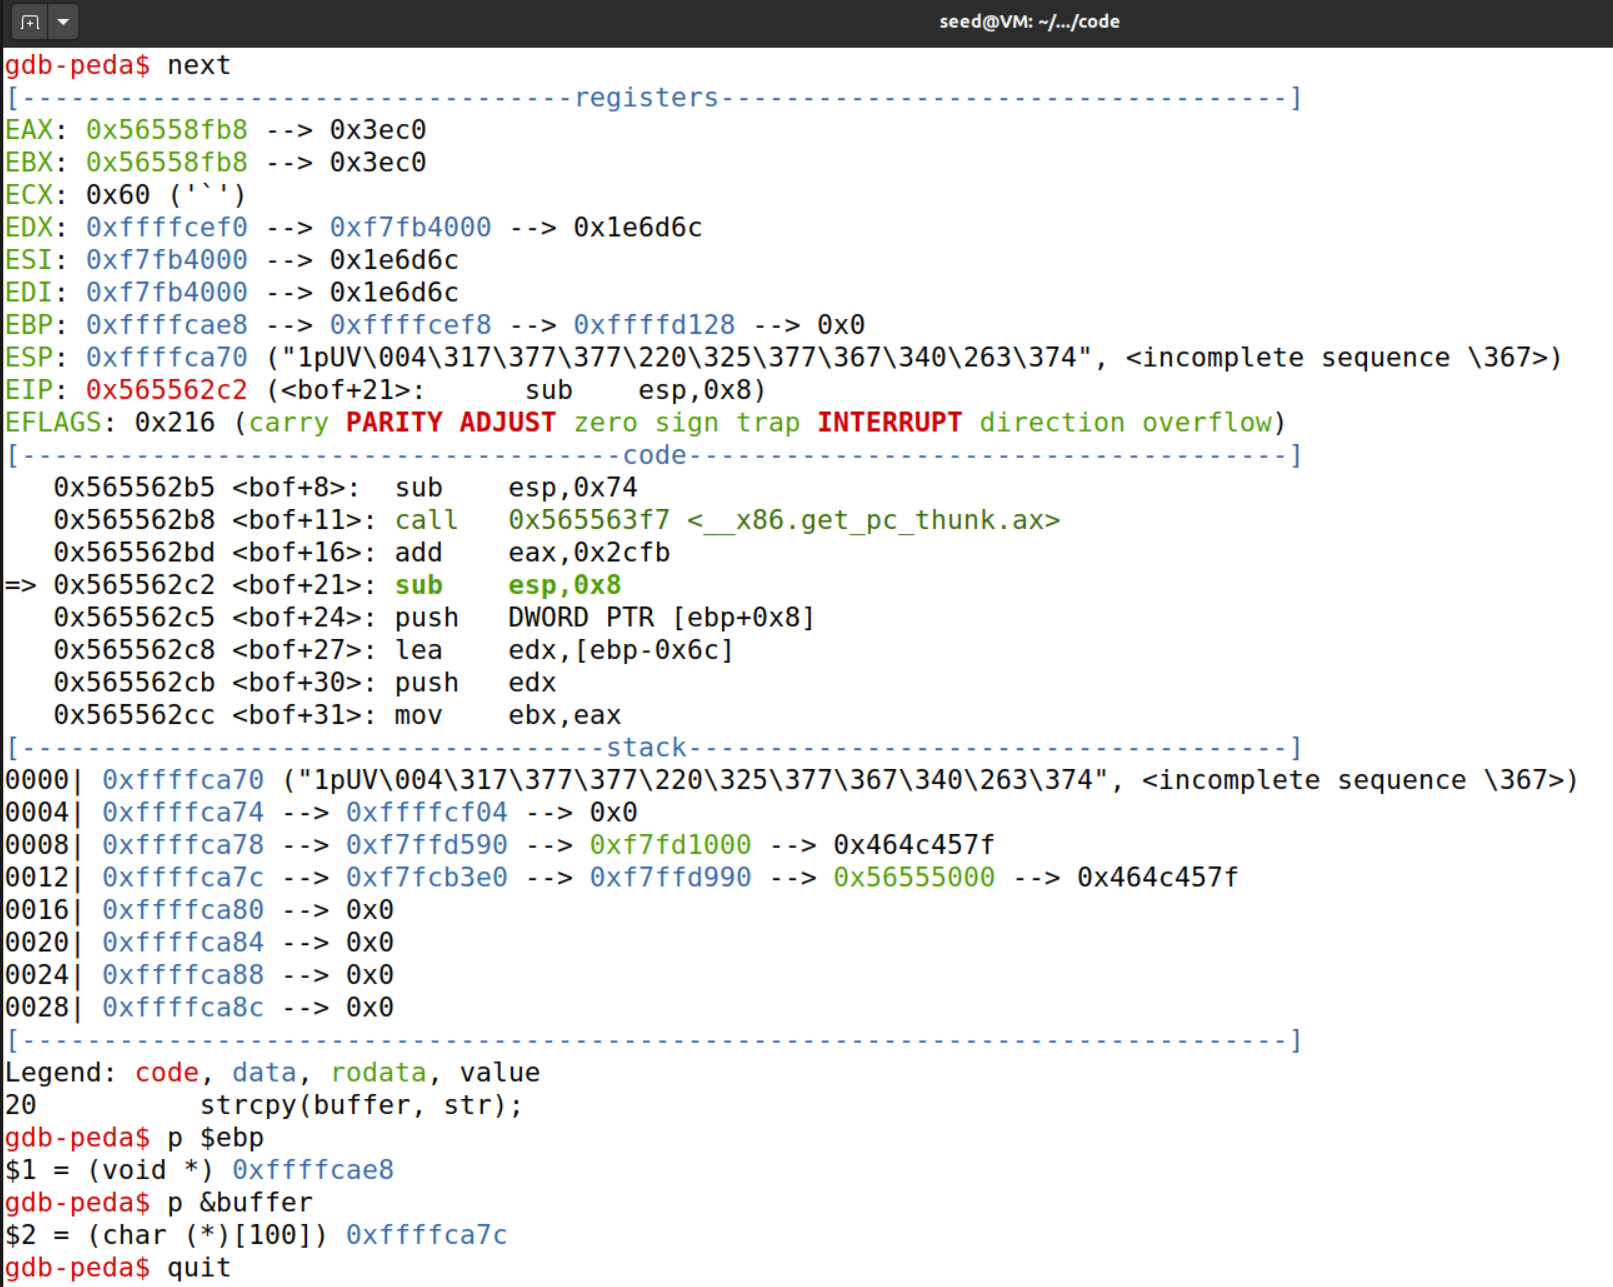 seed@VM: ~/.../code
gdb-peda$ next
[----------------------------------registers-----------------------------------]
EAX: 0x56558fb8 --> 0x3ec0
EBX: 0x56558fb8 --> 0x3ec0
ECX: 0x60 ('`')
EDX: 0xffffcef0 --> 0xf7fb4000 --> 0x1e6d6c
ESI: 0xf7fb4000 --> 0x1e6d6c
EDI: 0xf7fb4000 --> 0x1e6d6c
EBP: 0xffffcae8 --> 0xffffcef8 --> 0xffffd128 --> 0x0
ESP: 0xffffca70 ("1pUV\004\317\377\377\220\325\377\367\340\263\374", <incomplete sequence \367>)
EIP: 0x565562c2 (<bof+21>:      sub    esp,0x8)
EFLAGS: 0x216 (carry PARITY ADJUST zero sign trap INTERRUPT direction overflow)
[-------------------------------------code-------------------------------------]
   0x565562b5 <bof+8>:  sub    esp,0x74
   0x565562b8 <bof+11>: call   0x565563f7 <__x86.get_pc_thunk.ax>
   0x565562bd <bof+16>: add    eax,0x2cfb
=> 0x565562c2 <bof+21>: sub    esp,0x8
   0x565562c5 <bof+24>: push   DWORD PTR [ebp+0x8]
   0x565562c8 <bof+27>: lea    edx,[ebp-0x6c]
   0x565562cb <bof+30>: push   edx
   0x565562cc <bof+31>: mov    ebx,eax
[------------------------------------stack-------------------------------------]
0000| 0xffffca70 ("1pUV\004\317\377\377\220\325\377\367\340\263\374", <incomplete sequence \367>)
0004| 0xffffca74 --> 0xffffcf04 --> 0x0
0008| 0xffffca78 --> 0xf7ffd590 --> 0xf7fd1000 --> 0x464c457f
0012| 0xffffca7c --> 0xf7fcb3e0 --> 0xf7ffd990 --> 0x56555000 --> 0x464c457f
0016| 0xffffca80 --> 0x0
0020| 0xffffca84 --> 0x0
0024| 0xffffca88 --> 0x0
0028| 0xffffca8c --> 0x0
[------------------------------------------------------------------------------]
Legend: code, data, rodata, value
20          strcpy(buffer, str);
gdb-peda$ p $ebp
$1 = (void *) 0xffffcae8
gdb-peda$ p &buffer
$2 = (char (*)[100]) 0xffffca7c
gdb-peda$ quit